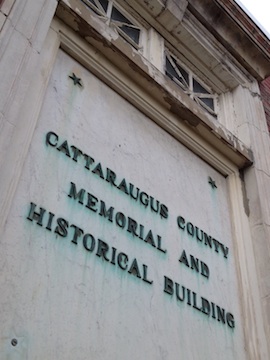 CATTARAUGUS COUNTY
MEMORIAL AND
HISTORICAL BUILDING